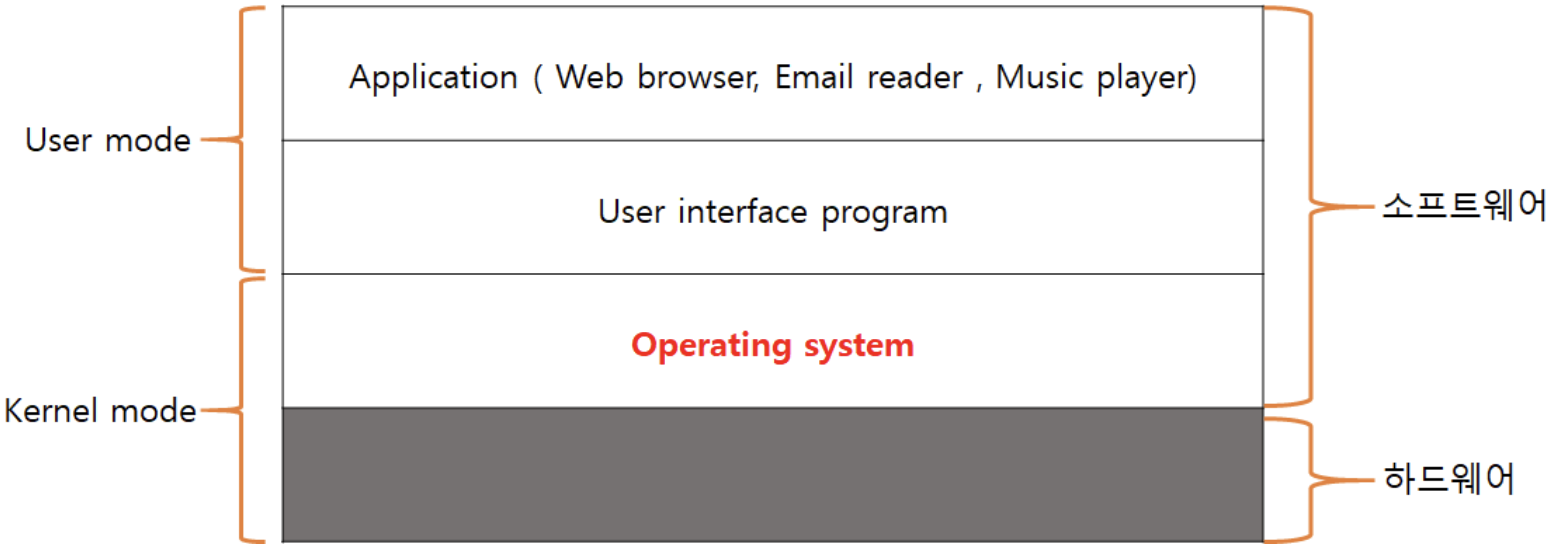 Application ( Web browser, Email reader , Music player)
User mode
User interface program
소프트웨어
Operating system
Kernel mode
하드웨어